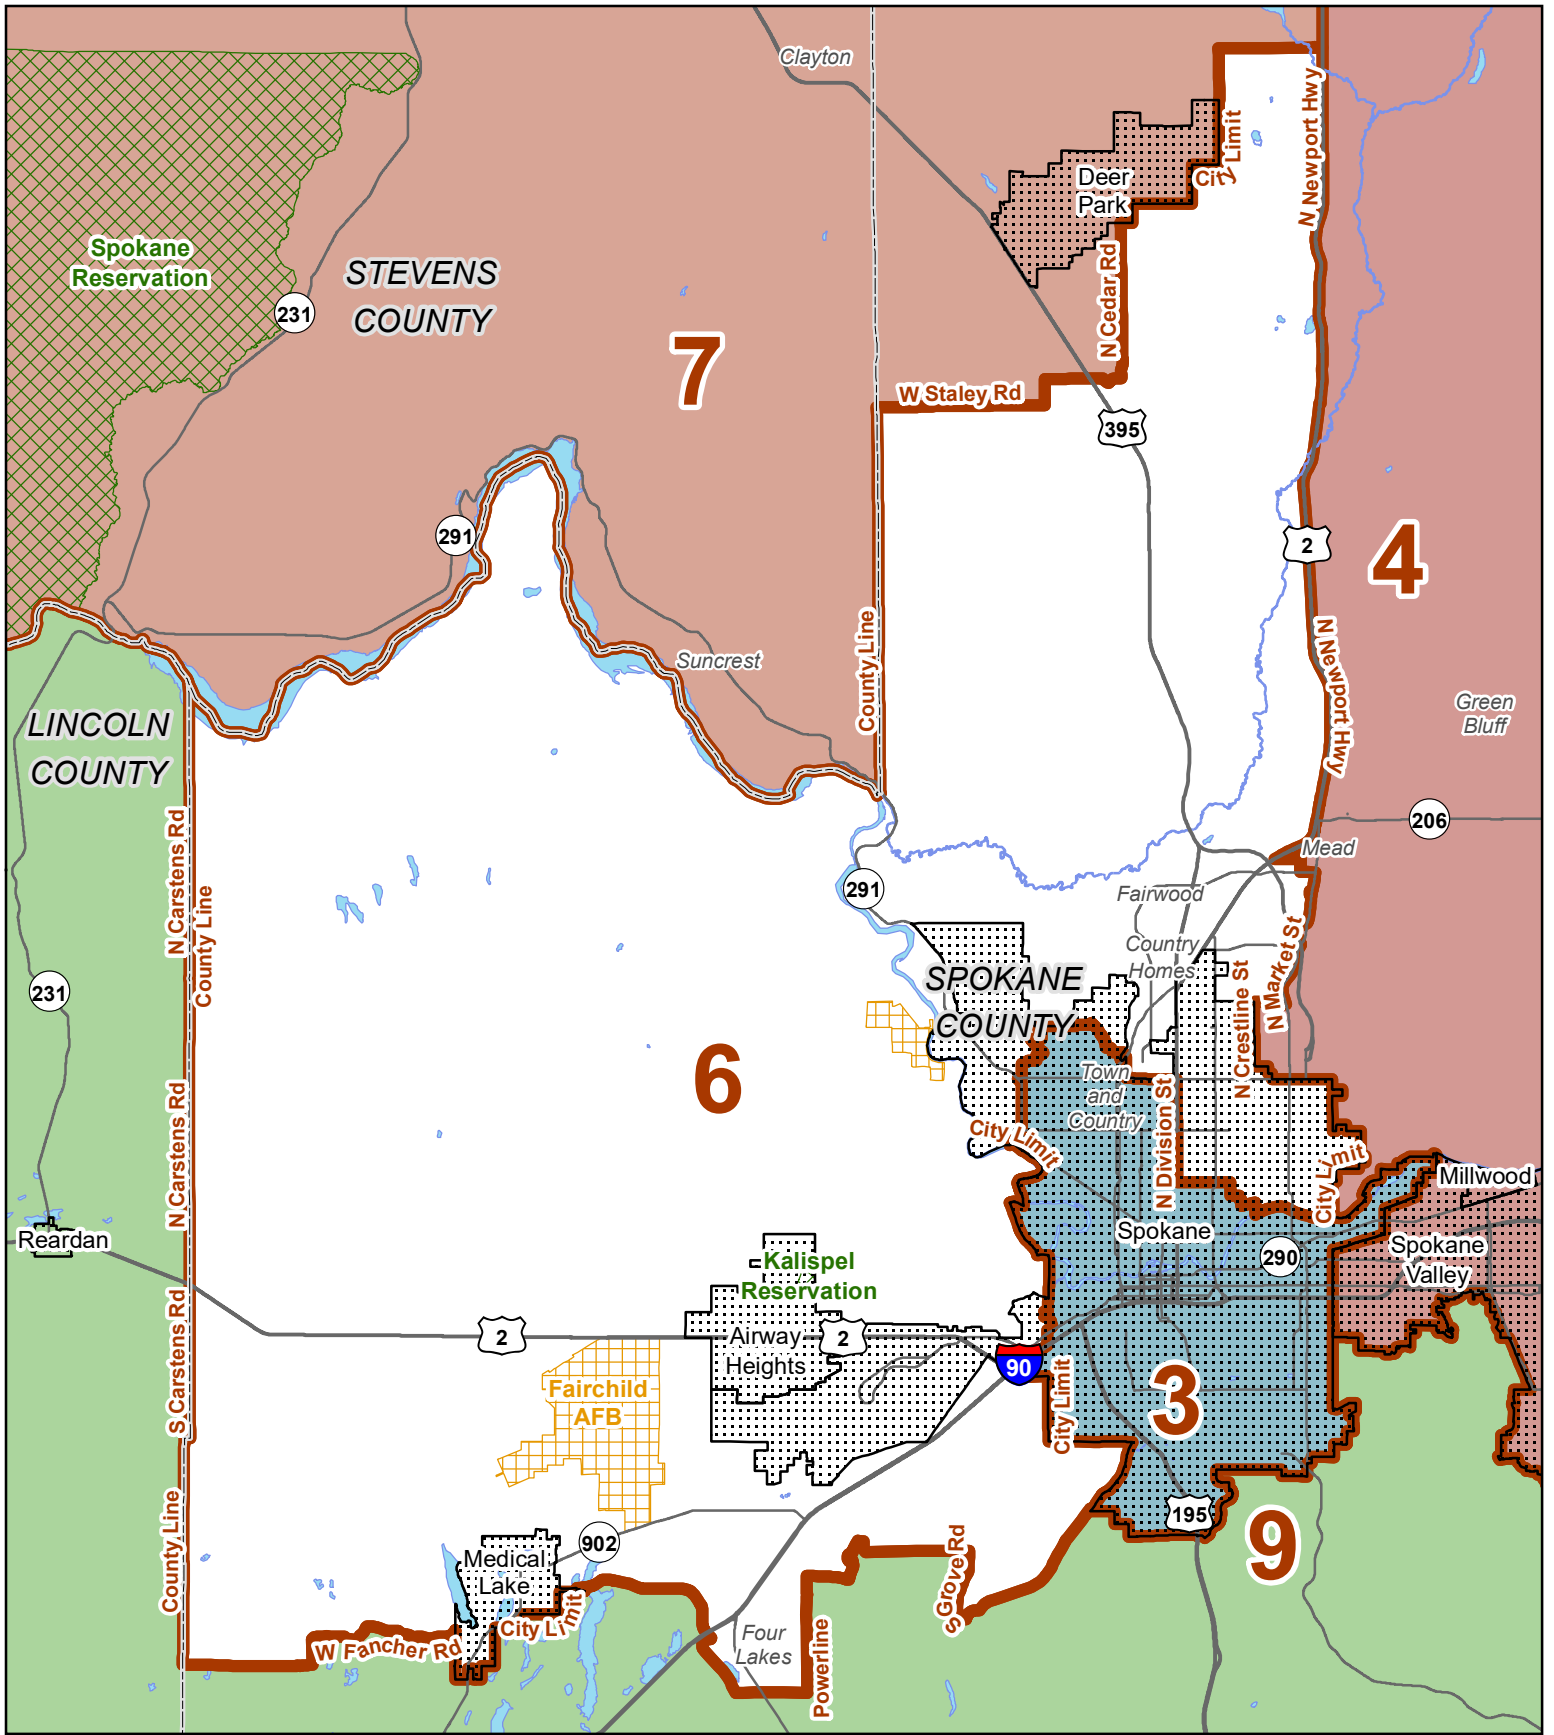 Clayton
N Newport Hwy
City Limit
Deer
Park
Spokane
Reservation
STEVENS
COUNTY
231
N Cedar Rd
7
W Staley Rd
395
291
2
4
County Line
N Newport Hwy
Suncrest
Green
Bluff
LINCOLN
COUNTY
206
Mead
N Carstens Rd
County Line
291
Fairwood
Country
Homes
N Market St
N Crestline St
SPOKANE
COUNTY
231
6
Town
and
Country
N Division St
City Limit
City Limit
N Carstens Rd
Millwood
Reardan
Spokane
290
Spokane
Valley
Kalispel
Reservation
S Carstens Rd
2
Airway
Heights
2
90
Fairchild
AFB
City Limit
3
195
9
County Line
902
Medical
Lake
S Grove Rd
City Limit
W Fancher Rd
Four
Lakes
Powerline